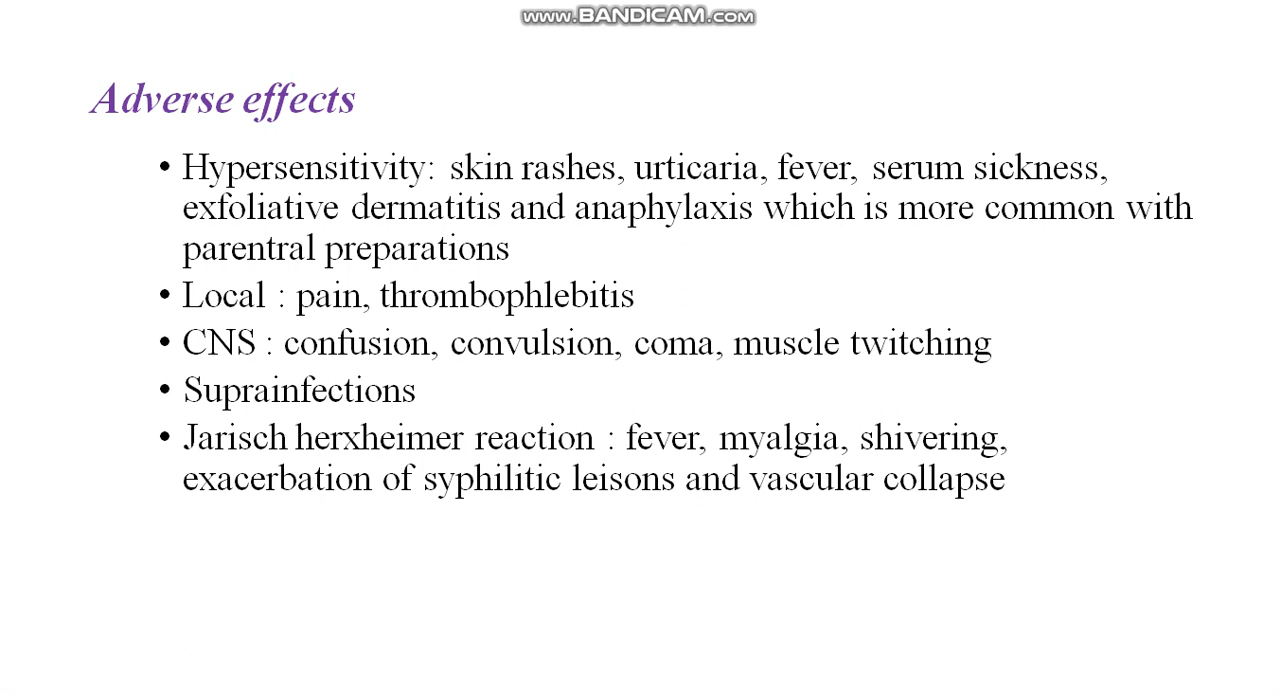 www.BANDICAM.com
Adverse effects
• Hypersensitivity: skin rashes, urticaria, fever, serum sickness,
exfoliative dermatitis and anaphylaxis which is more common with
parentral preparations
• Local : pain, thrombophlebitis
• CNS : confusion, convulsion, coma, muscle twitching
• Suprainfections
• Jarisch herxheimer reaction : fever, myalgia, shivering,
exacerbation of syphilitic leisons and vascular collapse